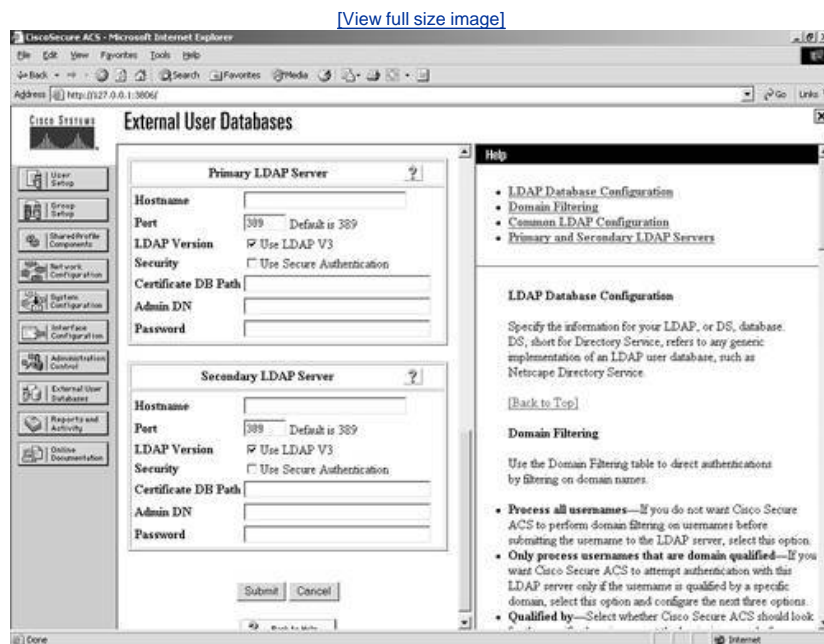 [View full size image]
CiscoSecure ACS - Microsoft Internet Explorer
File Edit View Favorites Tools Help
Back Search Favorites Media
Address http://127.0.0.1:3806/ Go Links
CISCO SYSTEMS
External User Databases
User Setup
Group Setup
Shared Profile Components
Network Configuration
System Configuration
Interface Configuration
Administration Control
External User Databases
Reports and Activity
Online Documentation
Primary LDAP Server ?
Hostname
Port 389 Default is 389
LDAP Version Use LDAP V3
Security Use Secure Authentication
Certificate DB Path
Admin DN
Password
Secondary LDAP Server ?
Hostname
Port 389 Default is 389
LDAP Version Use LDAP V3
Security Use Secure Authentication
Certificate DB Path
Admin DN
Password
Submit Cancel
? Back to Help
Help
• LDAP Database Configuration
• Domain Filtering
• Common LDAP Configuration
• Primary and Secondary LDAP Servers
LDAP Database Configuration
Specify the information for your LDAP, or DS, database.
DS, short for Directory Service, refers to any generic
implementation of an LDAP user database, such as
Netscape Directory Service.
[Back to Top]
Domain Filtering
Use the Domain Filtering table to direct authentications
by filtering on domain names.
• Process all usernames—If you do not want Cisco Secure
ACS to perform domain filtering on usernames before
submitting the username to the LDAP server, select this option.
• Only process usernames that are domain qualified—If you
want Cisco Secure ACS to attempt authentication with this
LDAP server only if the username is qualified by a specific
domain, select this option and configure the next three options.
• Qualified by—Select whether Cisco Secure ACS should look
Done Internet